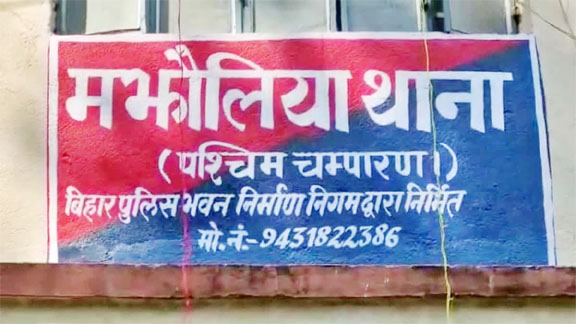 मझौलिया थाना
(पश्चिम चम्पारण।)
बिहार पुलिस भवन निर्माण निगम द्वारा निर्मित
मो. नं:- 9431822386